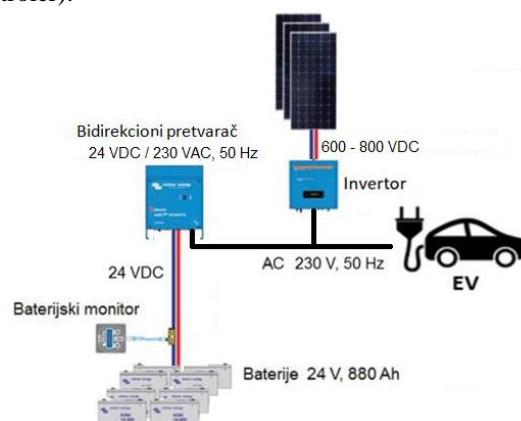 troler).
Bidirekcioni pretvarač
24 VDC / 230 VAC, 50 Hz
600 - 800 VDC
Invertor
24 VDC
AC 230 V, 50 Hz
EV
Baterijski monitor
Baterije 24 V, 880 Ah